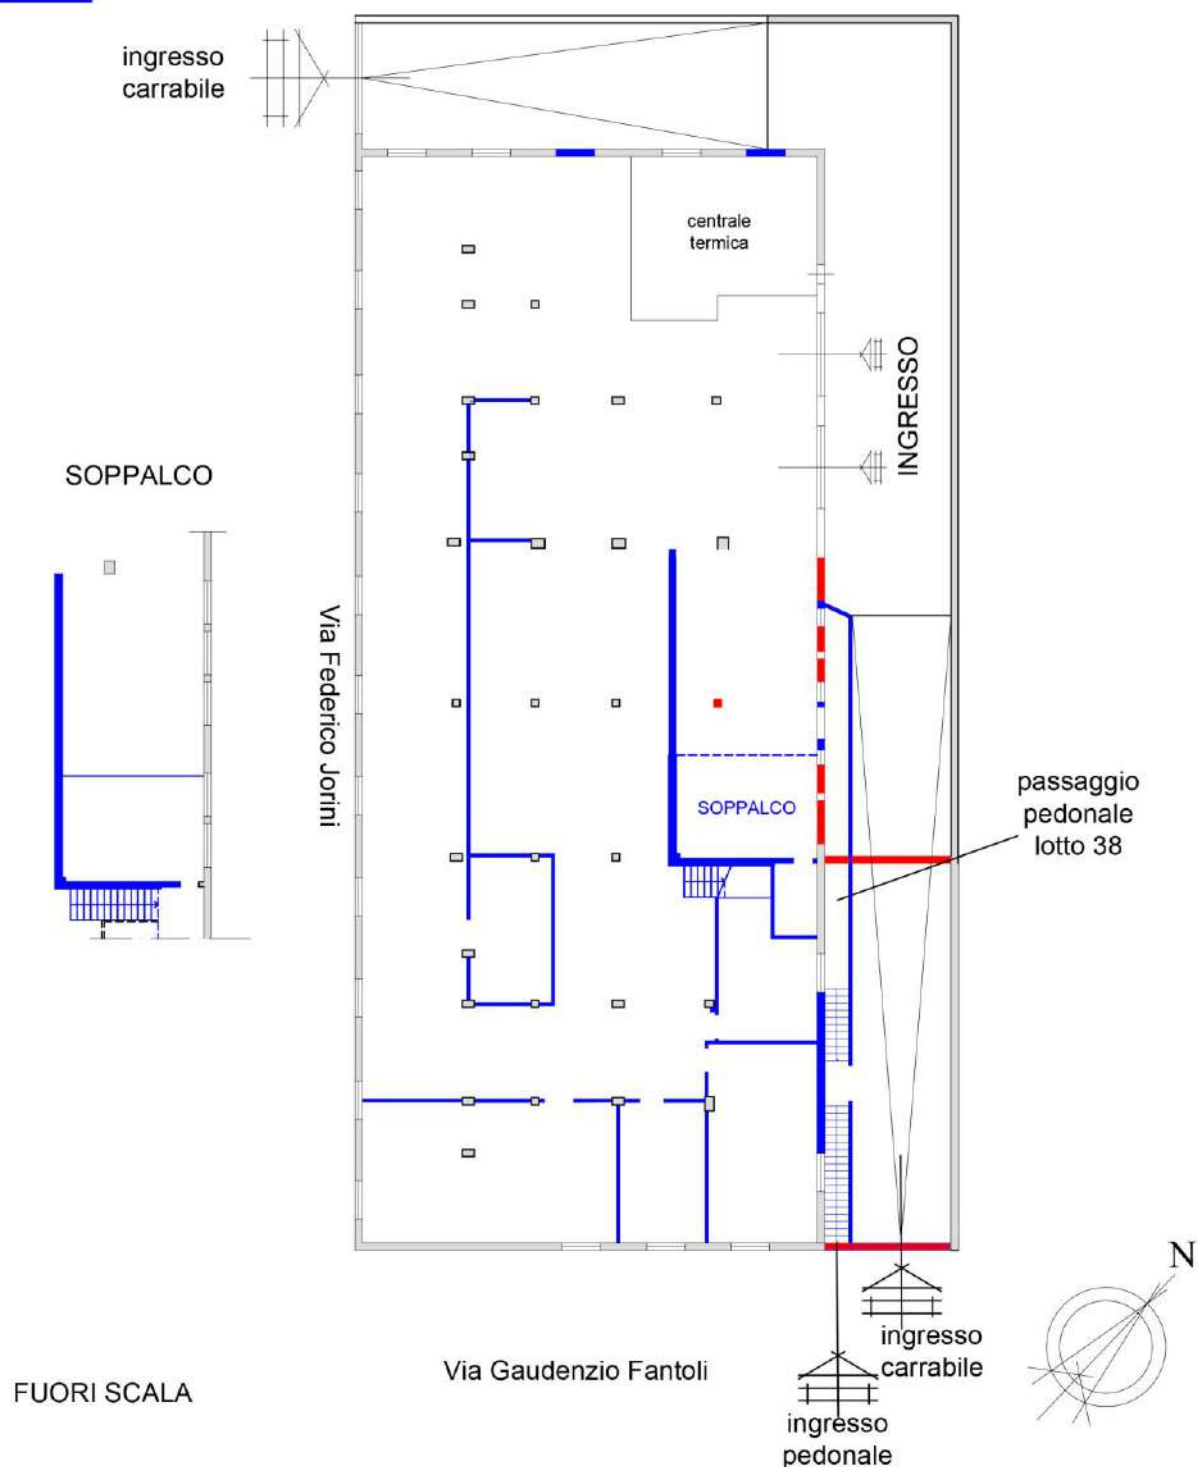 ingresso
carrabile
centrale
termica
INGRESSO
SOPPALCO
Via Federico Jorini
SOPPALCO
passaggio
pedonale
lotto 38
N
ingresso
carrabile
Via Gaudenzio Fantoli
FUORI SCALA
ingresso
pedonale